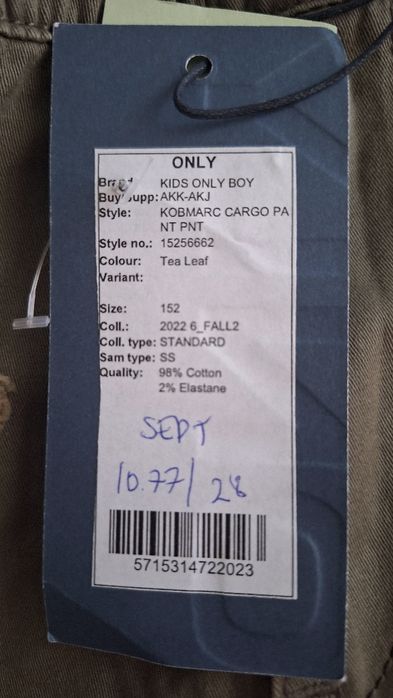 ONLY
Brand KIDS ONLY BOY
Buy/Supp: AKK-AKJ
Style: KOBMARC CARGO PA
NT PNT
Style no.: 15256662
Colour: Tea Leaf
Variant:
Size: 152
Coll.: 2022 6_FALL2
Coll. type: STANDARD
Sam type: SS
Quality: 98% Cotton
2% Elastane
SEPT
10.77/28
5715314722023